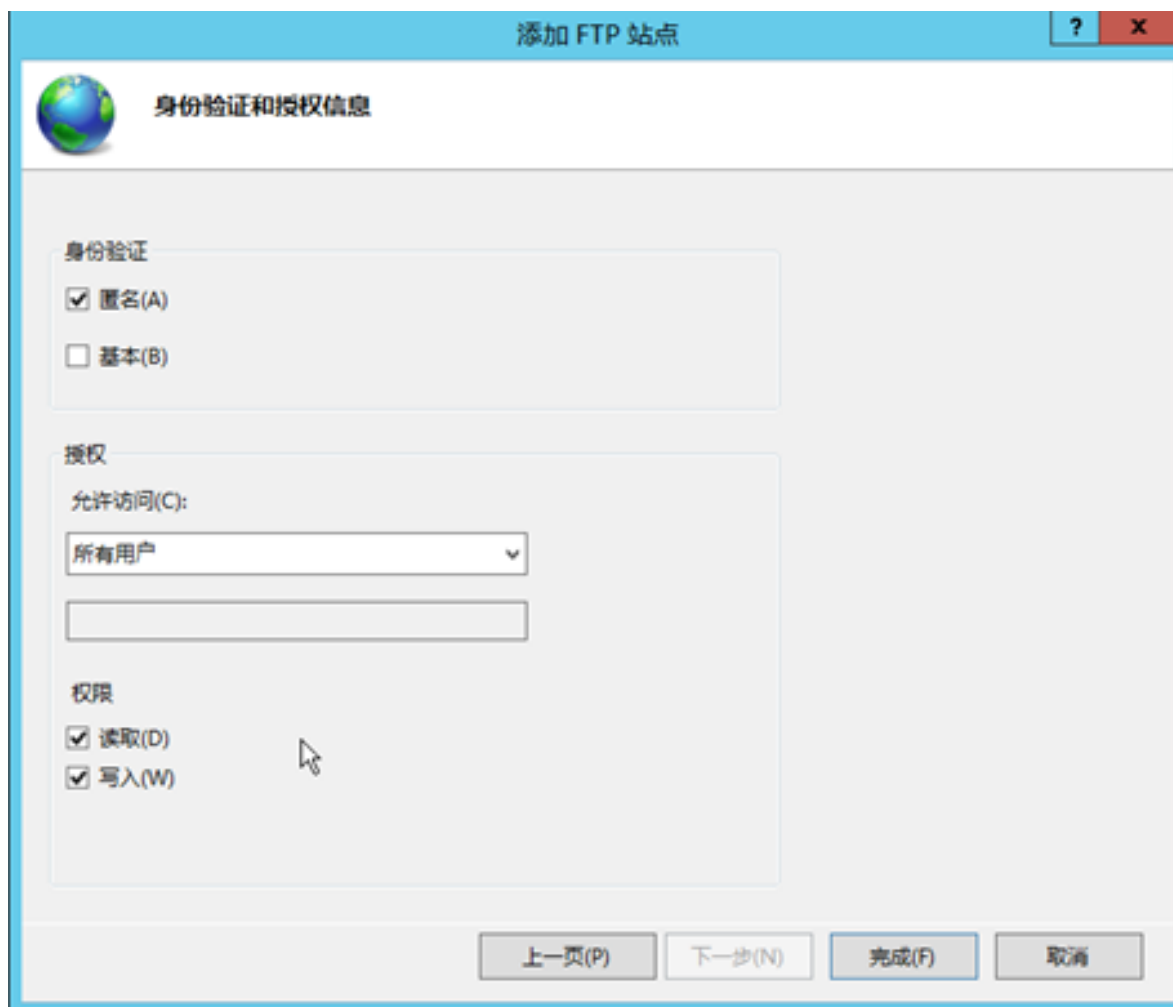 添加 FTP 站点
?
x
身份验证和授权信息
身份验证
匿名(A)
基本(B)
授权
允许访问(C):
所有用户
权限
读取(D)
写入(W)
上一页(P)
下一步(N)
完成(F)
取消